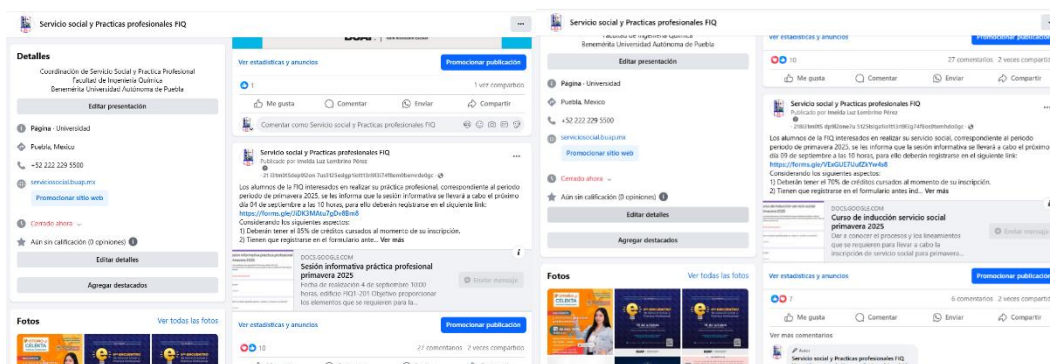 Servicio social y Practicas profesionales FIQ
Detalles
Coordinación de Servicio Social y Practica Profesional
Facultad de Ingeniería Química
Benemérita Universidad Autónoma de Puebla
Editar presentación
Página · Universidad
Puebla, Mexico
+52 222 229 5500
serviciosocial.buap.mx
Promocionar sitio web
Cerrado ahora
Aún sin calificación (0 opiniones)
Editar detalles
Agregar destacados
Fotos
Ver todas las fotos
Ver estadísticas y anuncios
Promocionar publicación
1
1 vez compartido
Me gusta
Comentar
Enviar
Compartir
Comentar como Servicio social y Practicas profesionales FIQ
Servicio social y Practicas profesionales FIQ
Publicado por Imelda Luz Lembrino Pérez
Los alumnos de la FIQ interesados en realizar su práctica profesional, correspondiente al periodo
periodo de primavera 2025, se les informa que la sesión informativa se llevará a cabo el próximo
día 04 de septiembre a las 10 horas, para ello deberán registrarse en el siguiente link:
Considerando los siguientes aspectos:
1) Deberán tener el 85% de créditos cursados al momento de su inscripción.
2) Tienen que registrarse en el formulario ante... Ver más
DOCS.GOOGLE.COM
Sesión informativa práctica profesional
primavera 2025
Fecha de realización 4 de septiembre 10:00
horas, edificio FIQ1-201 Objetivo proporcionar
los elementos que se requieren para la...
Enviar mensaje
Ver estadísticas y anuncios
Promocionar publicación
10
27 comentarios 2 veces compartido
Servicio social y Practicas profesionales FIQ
Facultad de Ingeniería Química
Benemérita Universidad Autónoma de Puebla
Editar presentación
Página · Universidad
Puebla, Mexico
+52 222 229 5500
serviciosocial.buap.mx
Promocionar sitio web
Cerrado ahora
Aún sin calificación (0 opiniones)
Editar detalles
Agregar destacados
Fotos
Ver todas las fotos
Ver estadísticas y anuncios
Promocionar publicación
10
27 comentarios 2 veces compartido
Me gusta
Comentar
Enviar
Compartir
Servicio social y Practicas profesionales FIQ
Publicado por Imelda Luz Lembrino Pérez
Los alumnos de la FIQ interesados en realizar su servicio social, correspondiente al periodo
periodo de primavera 2025, se les informa que la sesión informativa se llevará a cabo el próximo
día 09 de septiembre a las 10 horas, para ello deberán registrarse en el siguiente link:
Considerando los siguientes aspectos:
1) Deberán tener el 70% de créditos cursados al momento de su inscripción.
2) Tienen que registrarse en el formulario antes ind... Ver más
DOCS.GOOGLE.COM
Curso de inducción servicio social
primavera 2025
Dar a conocer el procesos y los lineamientos
que se requieren para llevar a cabo la
inscripción de servicio social para primavera...
Enviar mensaje
Ver estadísticas y anuncios
Promocionar publicación
7
6 comentarios 2 veces compartido
Me gusta
Comentar
Enviar
Compartir
Ver más comentarios
Autor
Servicio social y Practicas profesionales FIQ